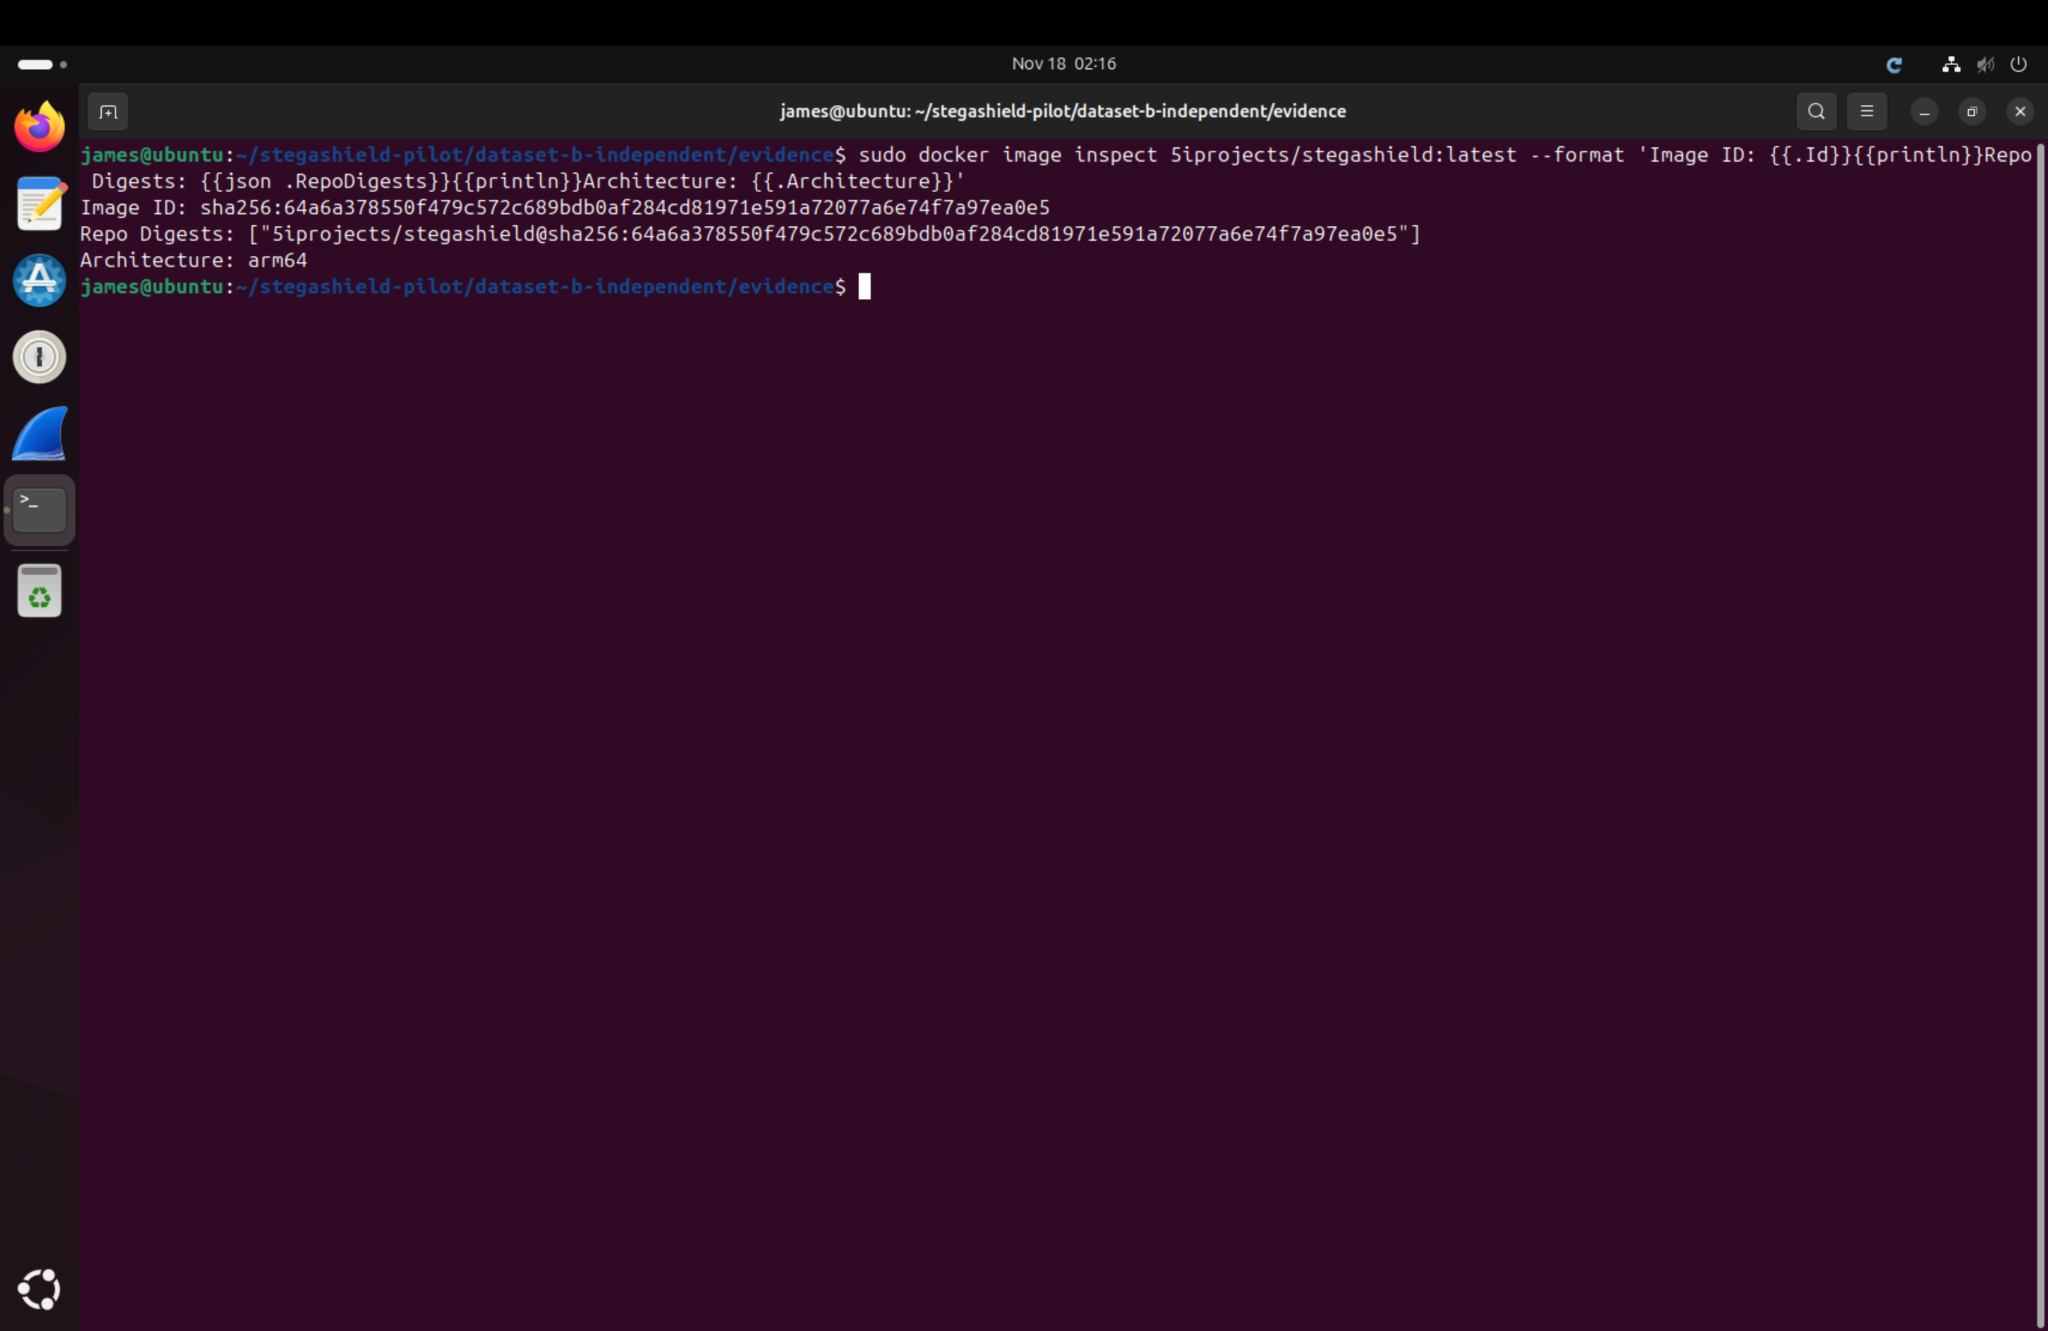 Nov 18 02:16
james@ubuntu: ~/stegashield-pilot/dataset-b-independent/evidence
james@ubuntu:~/stegashield-pilot/dataset-b-independent/evidence$ sudo docker image inspect 5iprojects/stegashield:latest --format 'Image ID: {{.Id}}{{println}}Repo
Digests: {{json .RepoDigests}}{{println}}Architecture: {{.Architecture}}'
Image ID: sha256:64a6a378550f479c572c689bdb0af284cd81971e591a72077a6e74f7a97ea0e5
Repo Digests: ["5iprojects/stegashield@sha256:64a6a378550f479c572c689bdb0af284cd81971e591a72077a6e74f7a97ea0e5"]
Architecture: arm64
james@ubuntu:~/stegashield-pilot/dataset-b-independent/evidence$